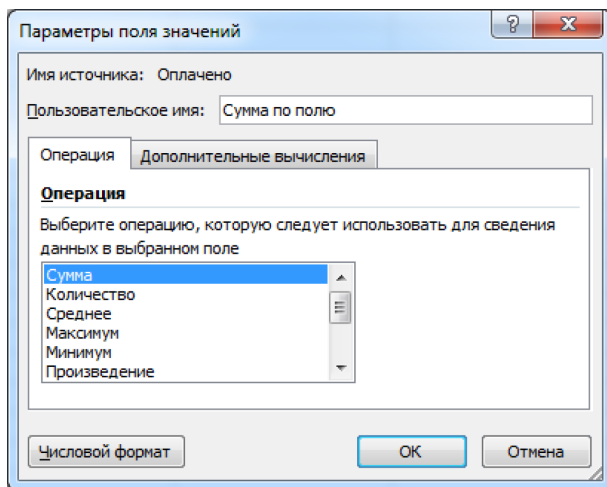 Параметры поля значений
Имя источника: Оплачено
Пользовательское имя: Сумма по полю
Операция Дополнительные вычисления
Операция
Выберите операцию, которую следует использовать для сведения
данных в выбранном поле
Сумма
Количество
Среднее
Максимум
Минимум
Произведение
Числовой формат ОК Отмена